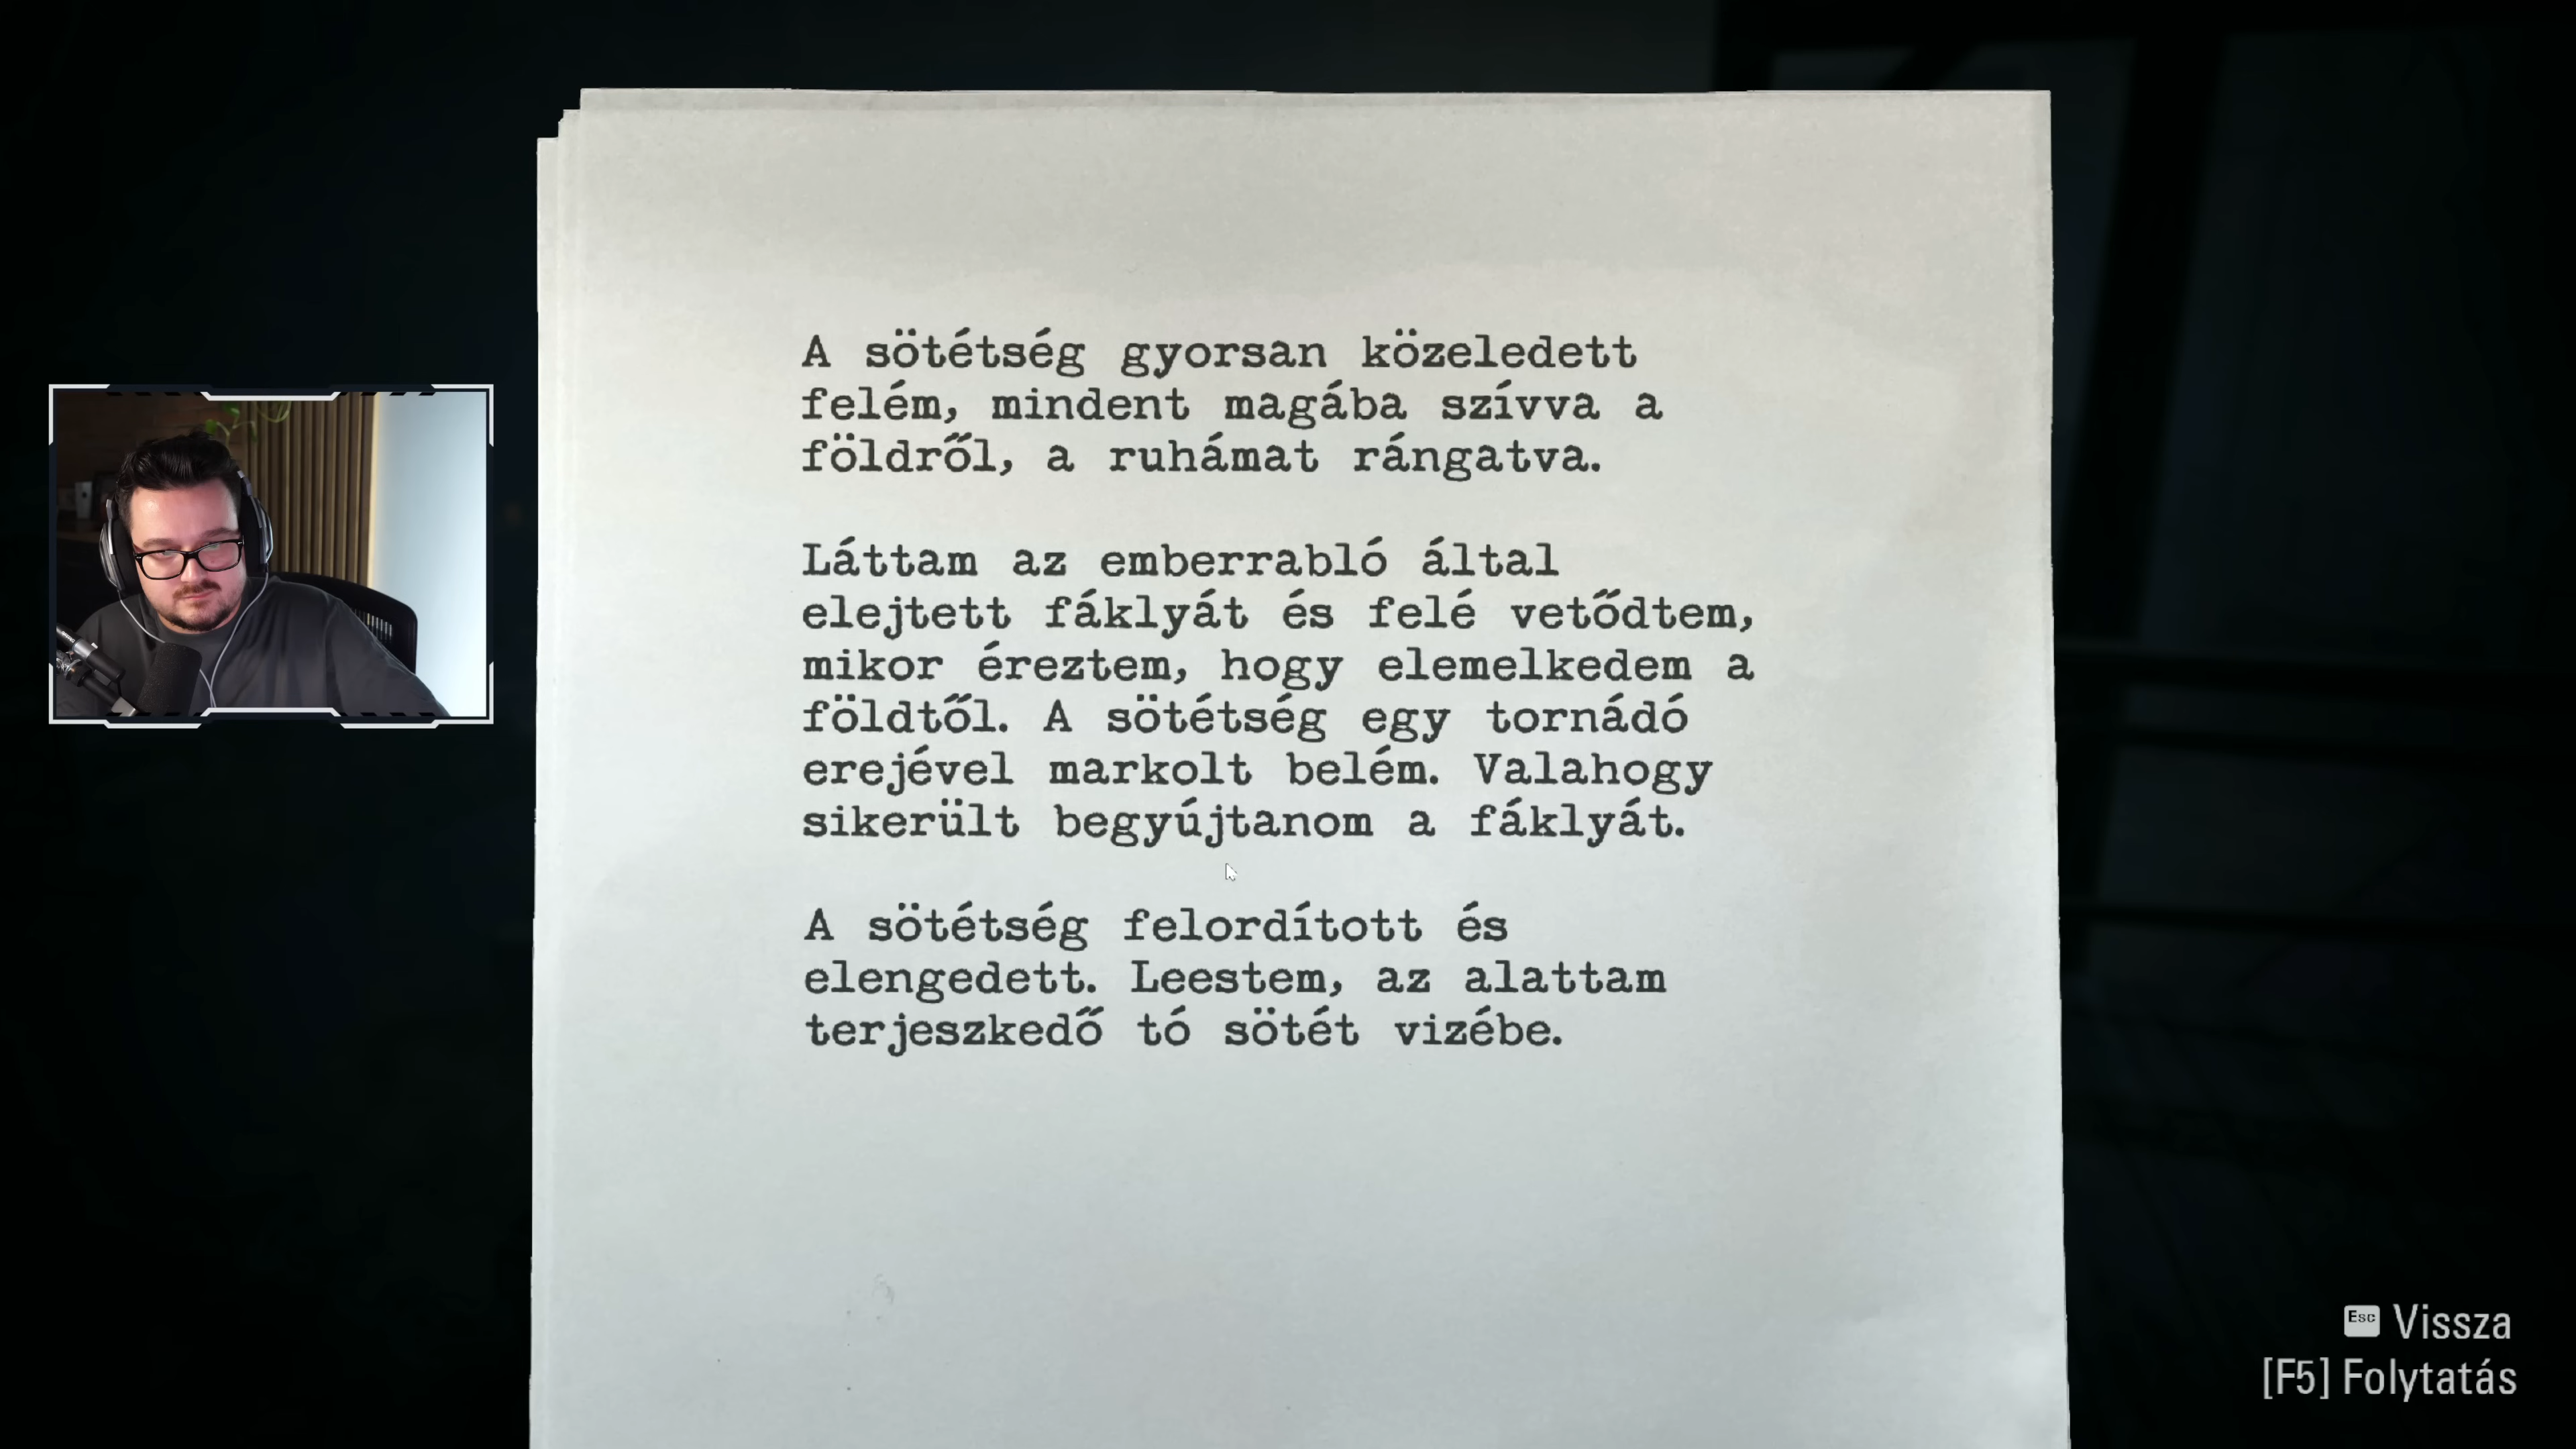 A sötétség gyorsan közeledett
felém, mindent magába szívva a
földről, a ruhámat rángatva.
Láttam az emberrabló által
elejtett fáklyát és felé vetődtem,
mikor éreztem, hogy elemelkedem a
földtől. A sötétség egy tornádó
erejével markolt belém. Valahogy
sikerült begyújtanom a fáklyát.
A sötétség felordított és
elengedett. Leestem, az alattam
terjeszkedő tó sötét vizébe.
Esc Vissza
[F5] Folytatás